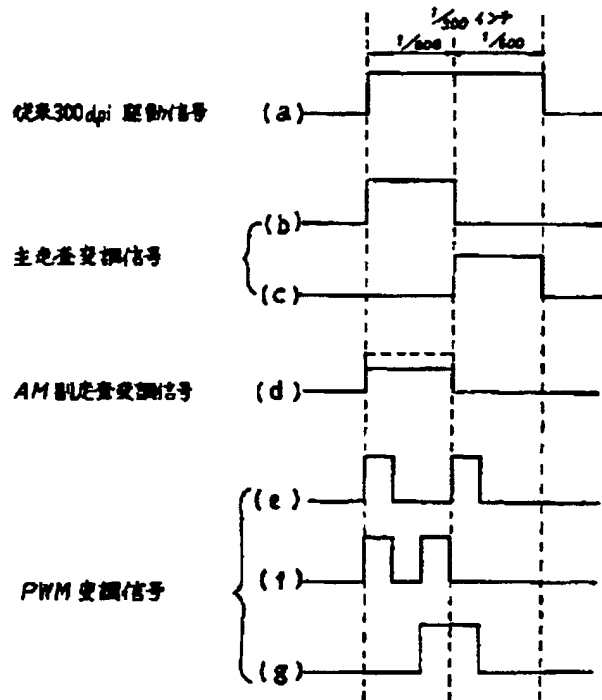 1/300 インチ
1/600 1/600
従来300dpi 駆動信号 (a)
(b)
主走査変調信号
(c)
AM副走査変調信号 (d)
(e)
PWM変調信号 (f)
(g)